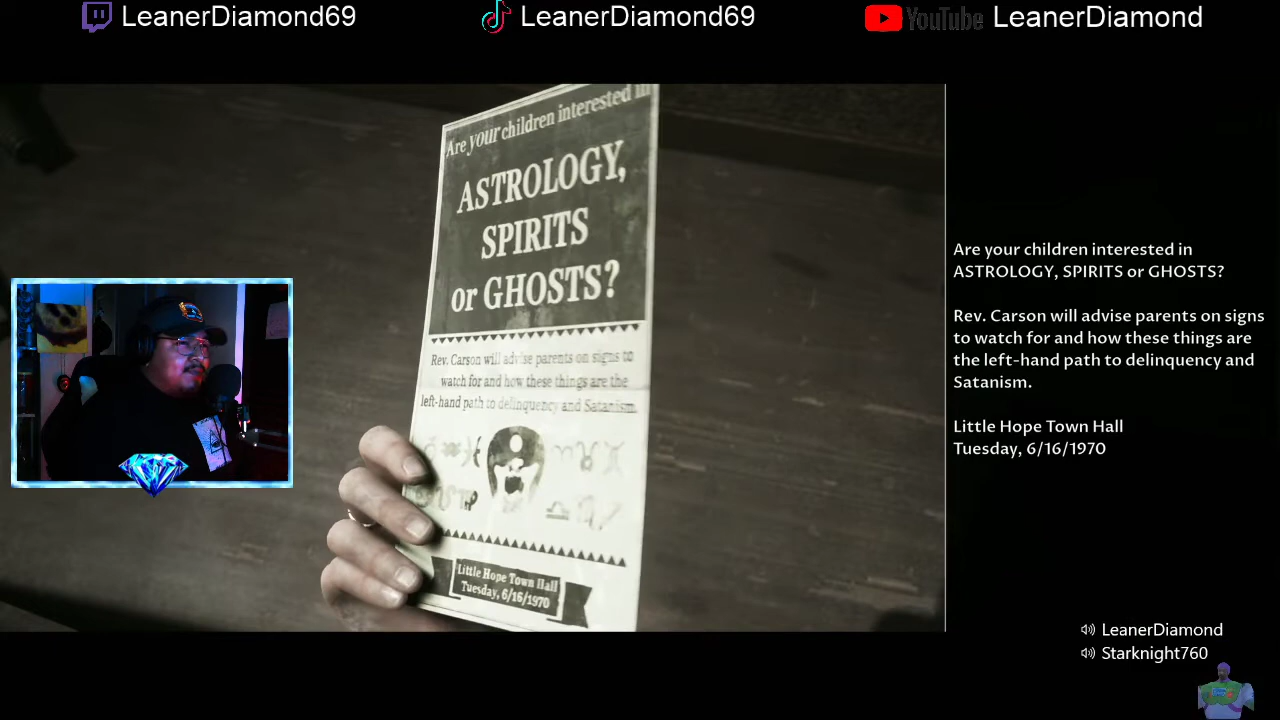 LeanerDiamond69
LeanerDiamond69
YouTube LeanerDiamond
Are your children interested in
ASTROLOGY,
SPIRITS
or GHOSTS?
Rev. Carson will advise parents on signs to
watch for and how these things are the
left-hand path to delinquency and Satanism.
Little Hope Town Hall
Tuesday, 6/16/1970
Are your children interested in
ASTROLOGY, SPIRITS or GHOSTS?
Rev. Carson will advise parents on signs
to watch for and how these things are
the left-hand path to delinquency and
Satanism.
Little Hope Town Hall
Tuesday, 6/16/1970
LeanerDiamond
Starknight760